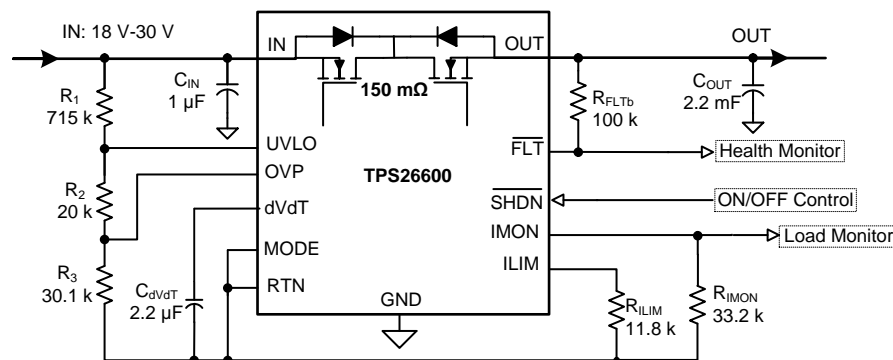 IN: 18 V-30 V
IN
OUT
OUT
R1
715 k
CIN
1 µF
150 mΩ
RFLTb
100 k
COUT
2.2 mF
UVLO
FLT
Health Monitor
OVP
TPS26600
R2
20 k
dVdT
SHDN
ON/OFF Control
MODE
IMON
Load Monitor
R3
30.1 k
CdVdT
2.2 µF
RTN
ILIM
GND
RILIM
11.8 k
RIMON
33.2 k